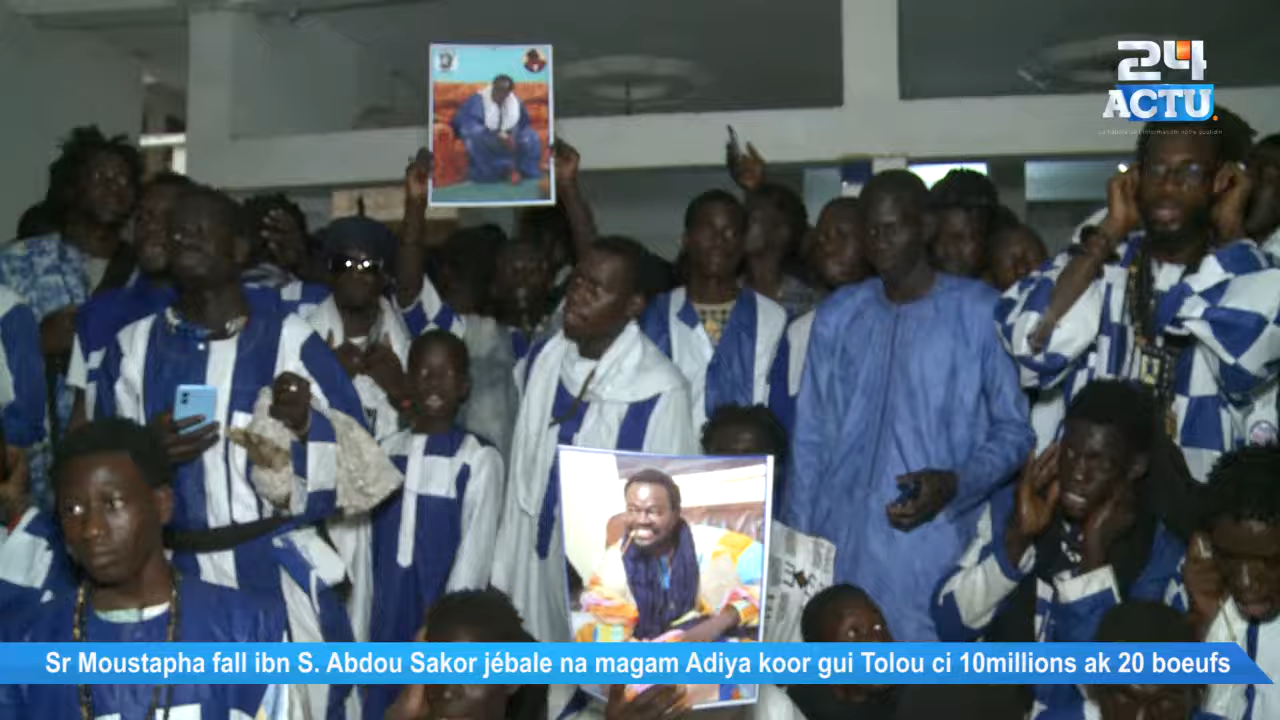 24
ACTU
Sr Moustapha fall ibn S. Abdou Sakor jébale na magam Adiya koor gui Tolou ci 10millions ak 20 boeufs